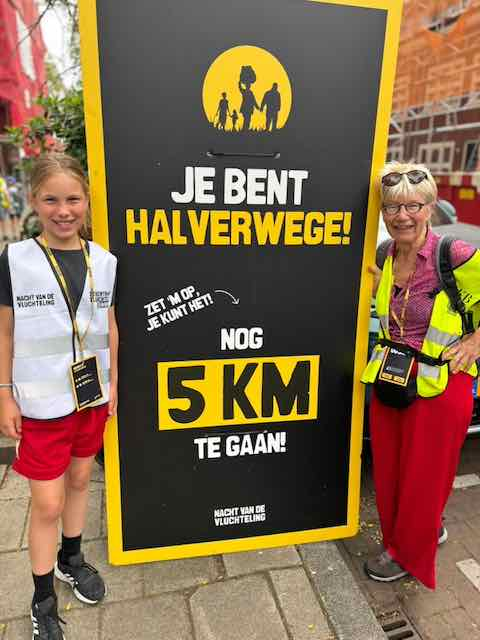 JE BENT
HALVERWEGE!
ZET 'M OP,
JE KUNT HET!
NOG
5 KM
TE GAAN!
NACHT VAN DE
VLUCHTELING
NACHT VAN DE
VLUCHTELING